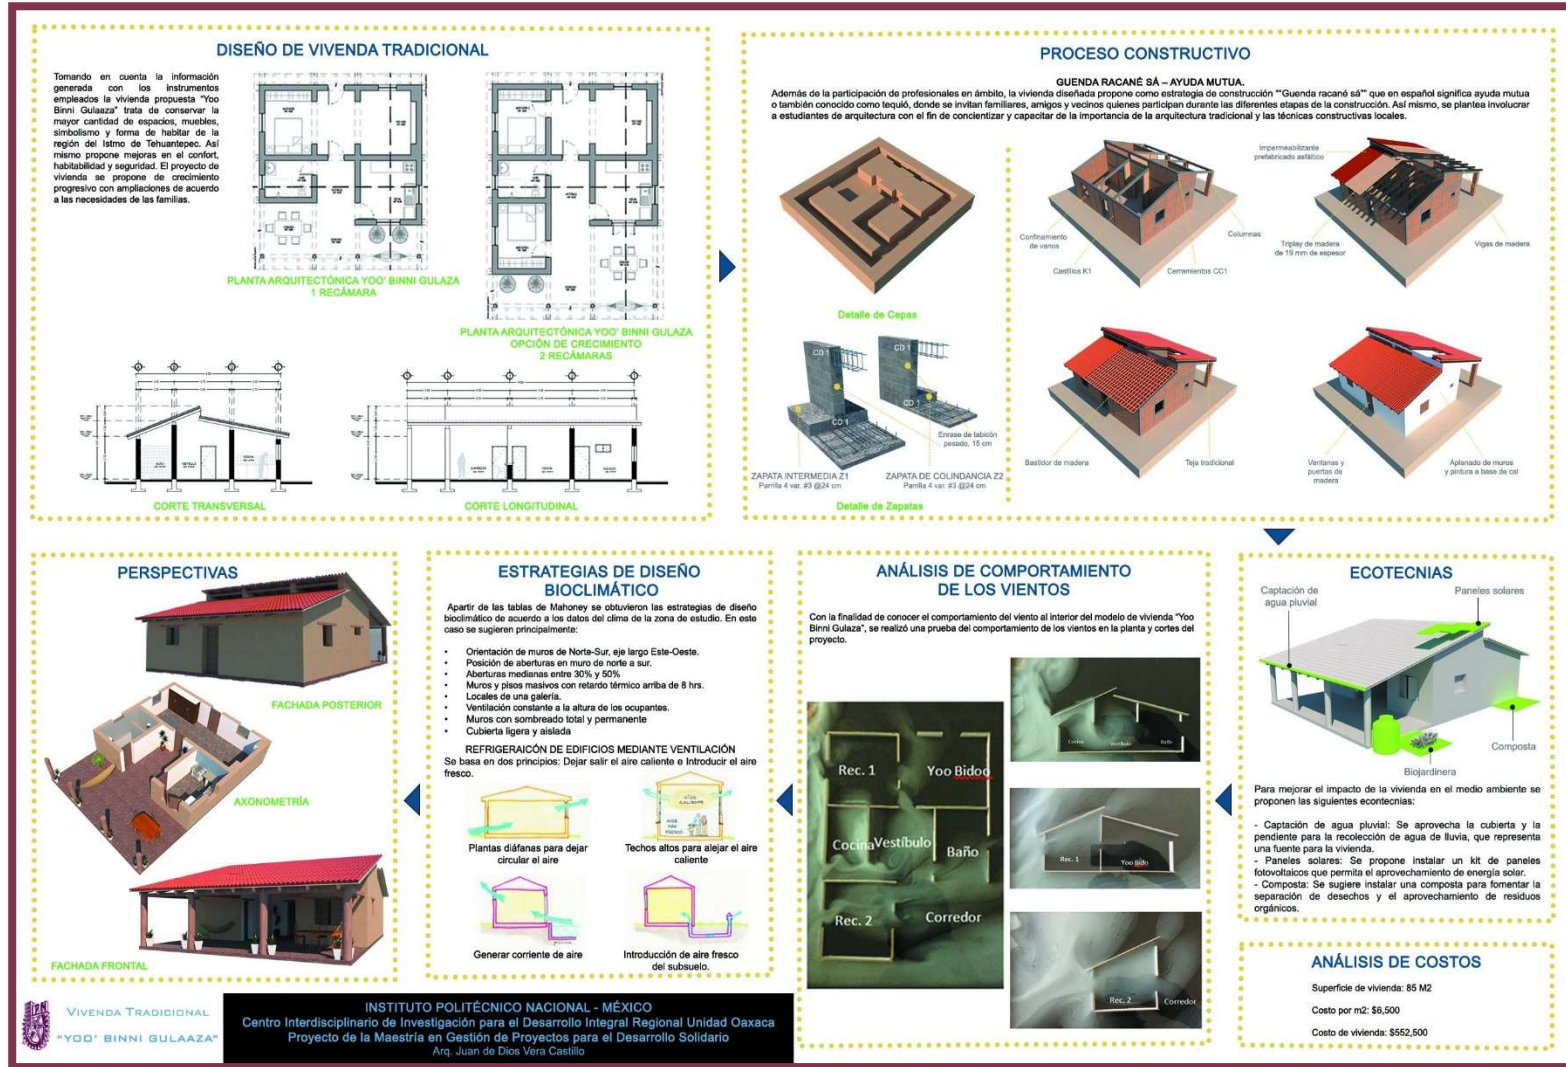 DISEÑO DE VIVENDA TRADICIONAL
Tomando en cuenta la información
generada con los instrumentos
empleados la vivienda propuesta "Yoo
Binni Gulaaza" trata de conservar la
mayor cantidad de espacios, muebles,
simbolismo y forma de habitar de la
región del Istmo de Tehuantepec. Así
mismo propone mejoras en el confort,
habitabilidad y seguridad. El proyecto de
vivienda se propone de crecimiento
progresivo con ampliaciones de acuerdo
a las necesidades de las familias.
PLANTA ARQUITECTÓNICA YOO' BINNI GULAZA
1 RECÁMARA
PLANTA ARQUITECTÓNICA YOO' BINNI GULAZA
OPCIÓN DE CRECIMIENTO
2 RECÁMARAS
CORTE TRANSVERSAL
CORTE LONGITUDINAL
PROCESO CONSTRUCTIVO
GUENDA RACANÉ SÁ – AYUDA MUTUA.
Además de la participación de profesionales en ámbito, la vivienda diseñada propone como estrategia de construcción ""Guenda racané sá"" que en español significa ayuda mutua
o también conocido como tequió, donde se invitan familiares, amigos y vecinos quienes participan durante las diferentes etapas de la construcción. Así mismo, se plantea involucrar
a estudiantes de arquitectura con el fin de concientizar y capacitar de la importancia de la arquitectura tradicional y las técnicas constructivas locales.
Detalle de Cepas
Confinamiento
de vanos
Castillos K1
Cerramientos CC1
Columnas
Impermeabilizante
prefabricado asfáltico
Triplay de madera
de 19 mm de espesor
Vigas de madera
CD 1
CD 1
CD 1
CD 1
Enrase de tabicón
pesado, 15 cm
ZAPATA INTERMEDIA Z1
Parrilla 4 var. #3 @24 cm
ZAPATA DE COLINDANCIA Z2
Parrilla 4 var. #3 @24 cm
Detalle de Zapatas
Bastidor de madera
Teja tradicional
Ventanas y
puertas de
madera
Aplanado de muros
y pintura a base de cal
PERSPECTIVAS
FACHADA POSTERIOR
AXONOMETRÍA
FACHADA FRONTAL
ESTRATEGIAS DE DISEÑO
BIOCLIMÁTICO
Apartir de las tablas de Mahoney se obtuvieron las estrategias de diseño
bioclimático de acuerdo a los datos del clima de la zona de estudio. En este
caso se sugieren principalmente:
• Orientación de muros de Norte-Sur, eje largo Este-Oeste.
• Posición de aberturas en muro de norte a sur.
• Aberturas medianas entre 30% y 50%
• Muros y pisos masivos con retardo térmico arriba de 8 hrs.
• Locales de una galería.
• Ventilación constante a la altura de los ocupantes.
• Muros con sombreado total y permanente
• Cubierta ligera y aislada
REFRIGERAICÓN DE EDIFICIOS MEDIANTE VENTILACIÓN
Se basa en dos principios: Dejar salir el aire caliente e Introducir el aire
fresco.
AIRE
CALIENTE
AIRE
MÁS
FRESCO
Plantas diáfanas para dejar
circular el aire
Techos altos para alejar el aire
caliente
Generar corriente de aire
Introducción de aire fresco
del subsuelo.
ANÁLISIS DE COMPORTAMIENTO
DE LOS VIENTOS
Con la finalidad de conocer el comportamiento del viento al interior del modelo de vivienda "Yoo
Binni Gulaza", se realizó una prueba del comportamiento de los vientos en la planta y cortes del
proyecto.
Rec. 1
Yoo Bidoo
Cocina
Vestíbulo
Baño
Rec. 2
Corredor
Cocina
Vestíbulo
Baño
Rec. 1
Yoo Bido
Rec. 2
Corredor
ECOTECNIAS
Captación de
agua pluvial
Paneles solares
Composta
Biojardinera
Para mejorar el impacto de la vivienda en el medio ambiente se
proponen las siguientes econtecnias:
- Captación de agua pluvial: Se aprovecha la cubierta y la
pendiente para la recolección de agua de lluvia, que representa
una fuente para la vivienda.
- Paneles solares: Se propone instalar un kit de paneles
fotovoltaicos que permita el aprovechamiento de energía solar.
- Composta: Se sugiere instalar una composta para fomentar la
separación de desechos y el aprovechamiento de residuos
orgánicos.
ANÁLISIS DE COSTOS
Superficie de vivienda: 85 M2
Costo por m2: $6,500
Costo de vivienda: $552,500
VIVENDA TRADICIONAL
"YOO' BINNI GULAAZA"
INSTITUTO POLITÉCNICO NACIONAL - MÉXICO
Centro Interdisciplinario de Investigación para el Desarrollo Integral Regional Unidad Oaxaca
Proyecto de la Maestría en Gestión de Proyectos para el Desarrollo Solidario
Arq. Juan de Dios Vera Castillo